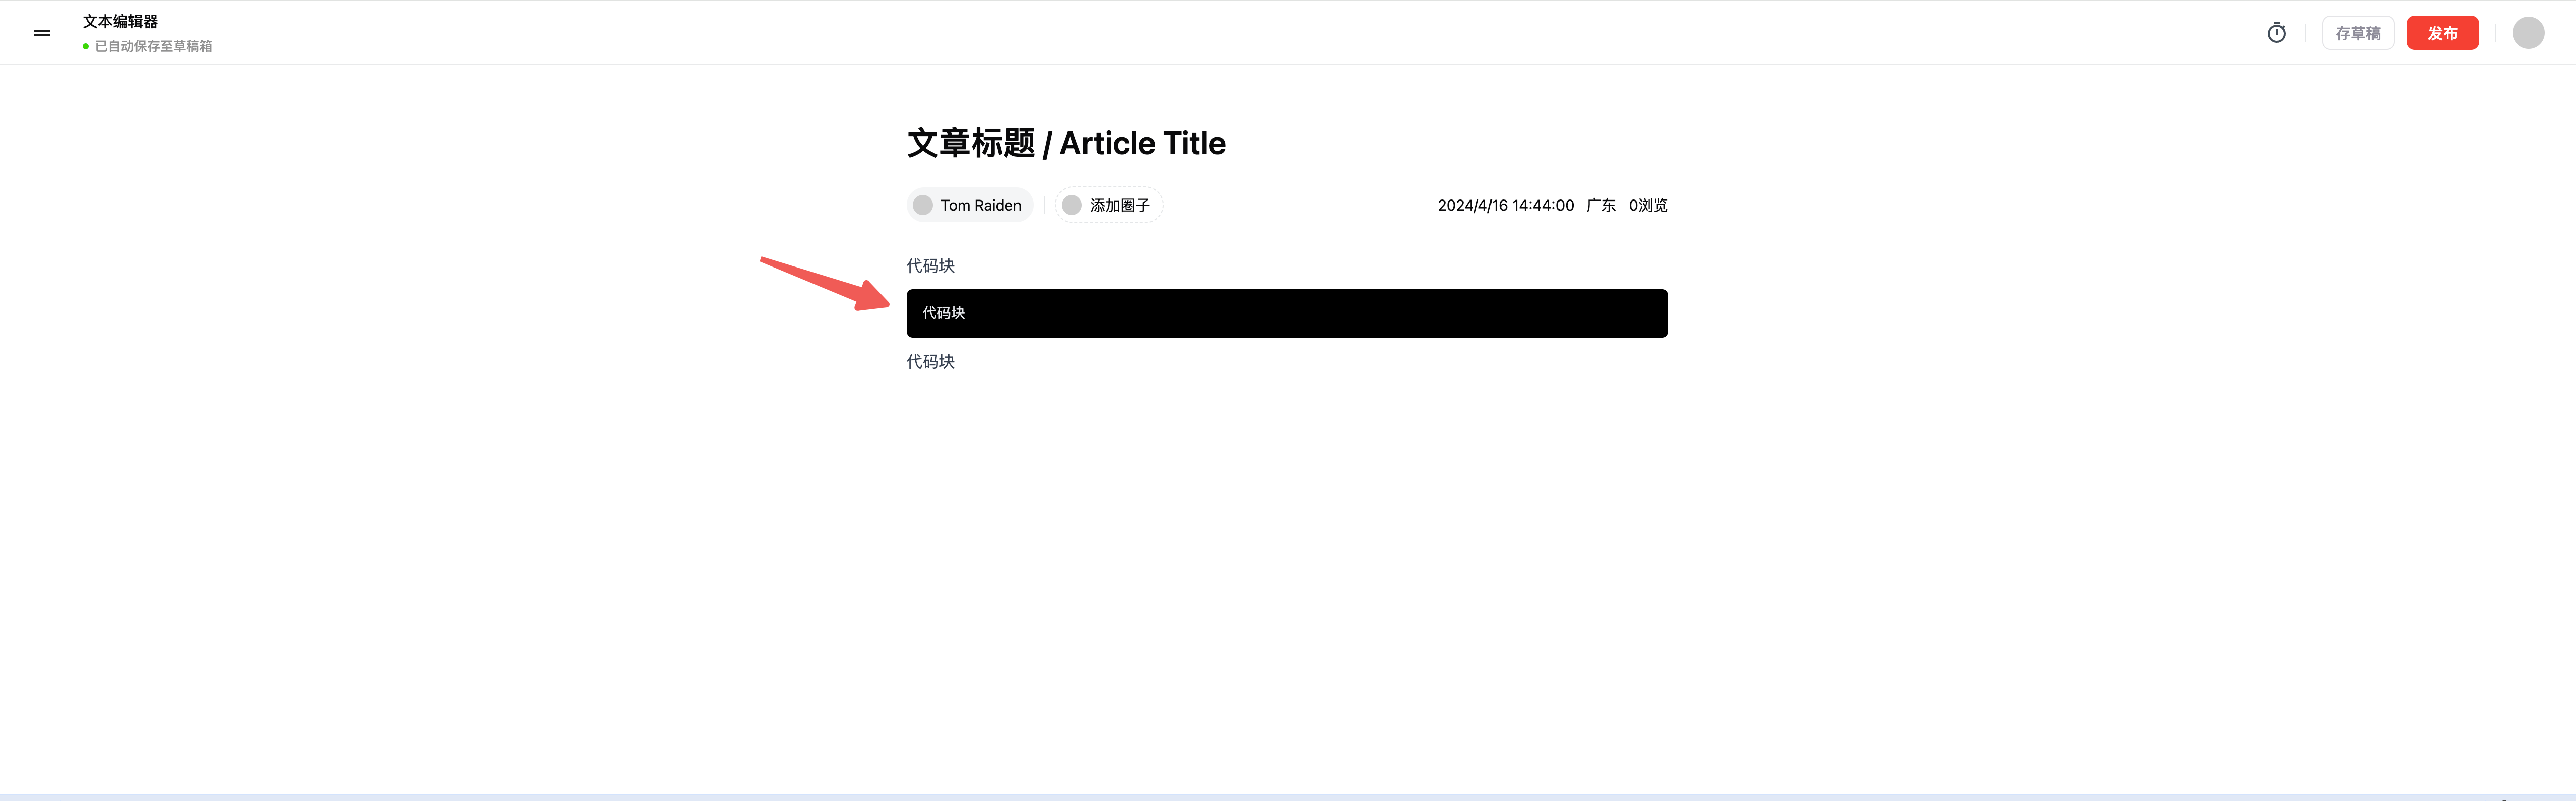 文本编辑器
已自动保存至草稿箱
存草稿
发布
文章标题 / Article Title
Tom Raiden
添加圈子
2024/4/16 14:44:00 广东 0浏览
代码块
代码块
代码块